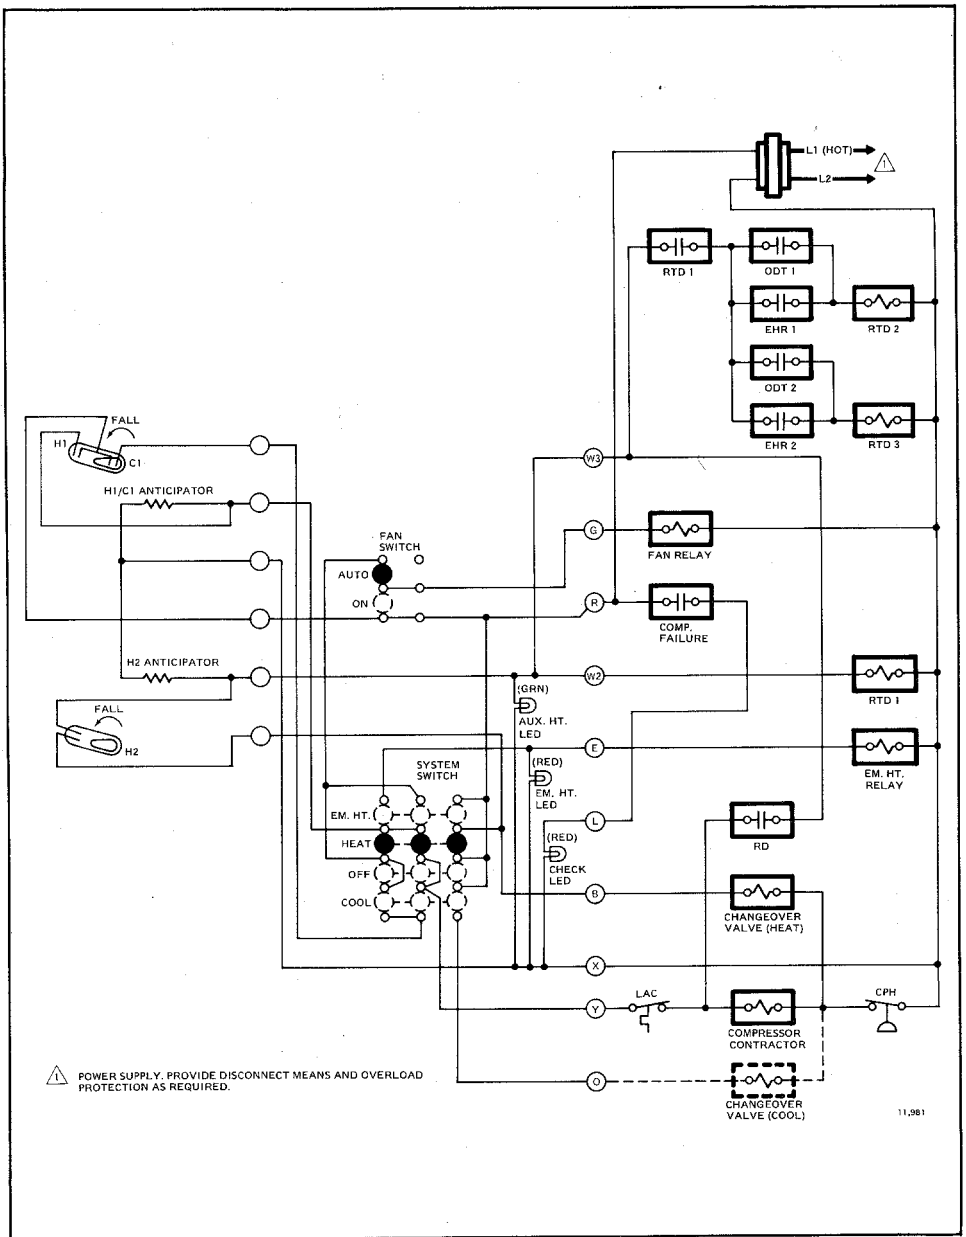 L1 (HOT)
1
L2
RTD 1
ODT 1
EHR 1
RTD 2
ODT 2
EHR 2
RTD 3
FALL
H1
C1
H1/C1 ANTICIPATOR
W3
FAN
SWITCH
G
FAN RELAY
AUTO
ON
R
COMP.
FAILURE
H2 ANTICIPATOR
W2
RTD 1
(GRN)
AUX. HT.
LED
FALL
H2
SYSTEM
SWITCH
E
EM. HT.
RELAY
(RED)
EM. HT.
LED
EM. HT.
HEAT
OFF
COOL
L
RD
(RED)
CHECK
LED
B
CHANGEOVER
VALVE (HEAT)
X
Y
LAC
CPH
COMPRESSOR
CONTRACTOR
O
CHANGEOVER
VALVE (COOL)
1 POWER SUPPLY. PROVIDE DISCONNECT MEANS AND OVERLOAD
PROTECTION AS REQUIRED.
11,981